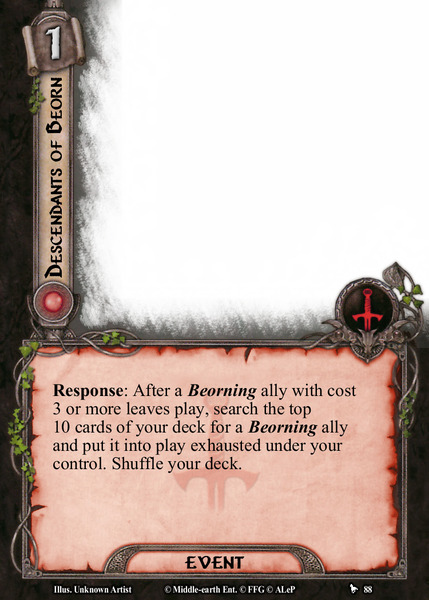 1
Descendants of Beorn
Response: After a Beorning ally with cost
3 or more leaves play, search the top
10 cards of your deck for a Beorning ally
and put it into play exhausted under your
control. Shuffle your deck.
EVENT
Illus. Unknown Artist © Middle-earth Ent. © FFG © ALeP 88